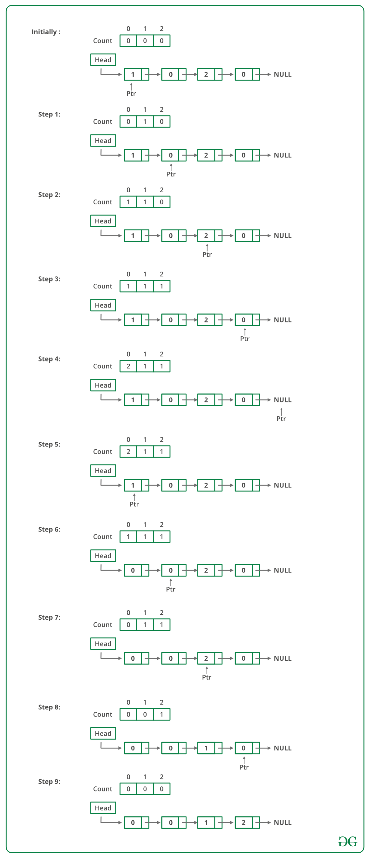 Initially :
0 1 2
Count 0 0 0
Head
1 0 2 0 NULL
Ptr
Step 1:
0 1 2
Count 0 1 0
Head
1 0 2 0 NULL
Ptr
Step 2:
0 1 2
Count 1 1 0
Head
1 0 2 0 NULL
Ptr
Step 3:
0 1 2
Count 1 1 1
Head
1 0 2 0 NULL
Ptr
Step 4:
0 1 2
Count 2 1 1
Head
1 0 2 0 NULL
Ptr
Step 5:
0 1 2
Count 2 1 1
Head
1 0 2 0 NULL
Ptr
Step 6:
0 1 2
Count 1 1 1
Head
0 0 2 0 NULL
Ptr
Step 7:
0 1 2
Count 0 1 1
Head
0 0 2 0 NULL
Ptr
Step 8:
0 1 2
Count 0 0 1
Head
0 0 1 0 NULL
Ptr
Step 9:
0 1 2
Count 0 0 0
Head
0 0 1 2 NULL